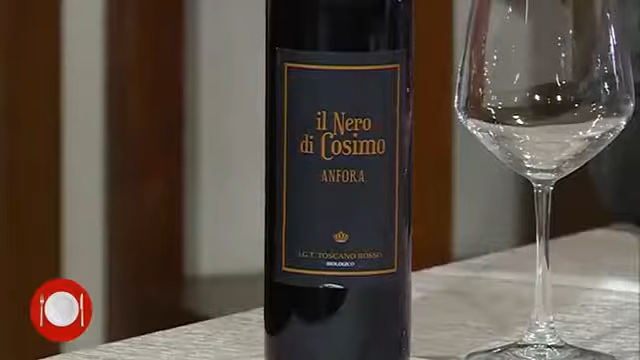 il Nero
di Cosimo
ANFORA
I.G.T. TOSCANO ROSSO
BIOLOGICO